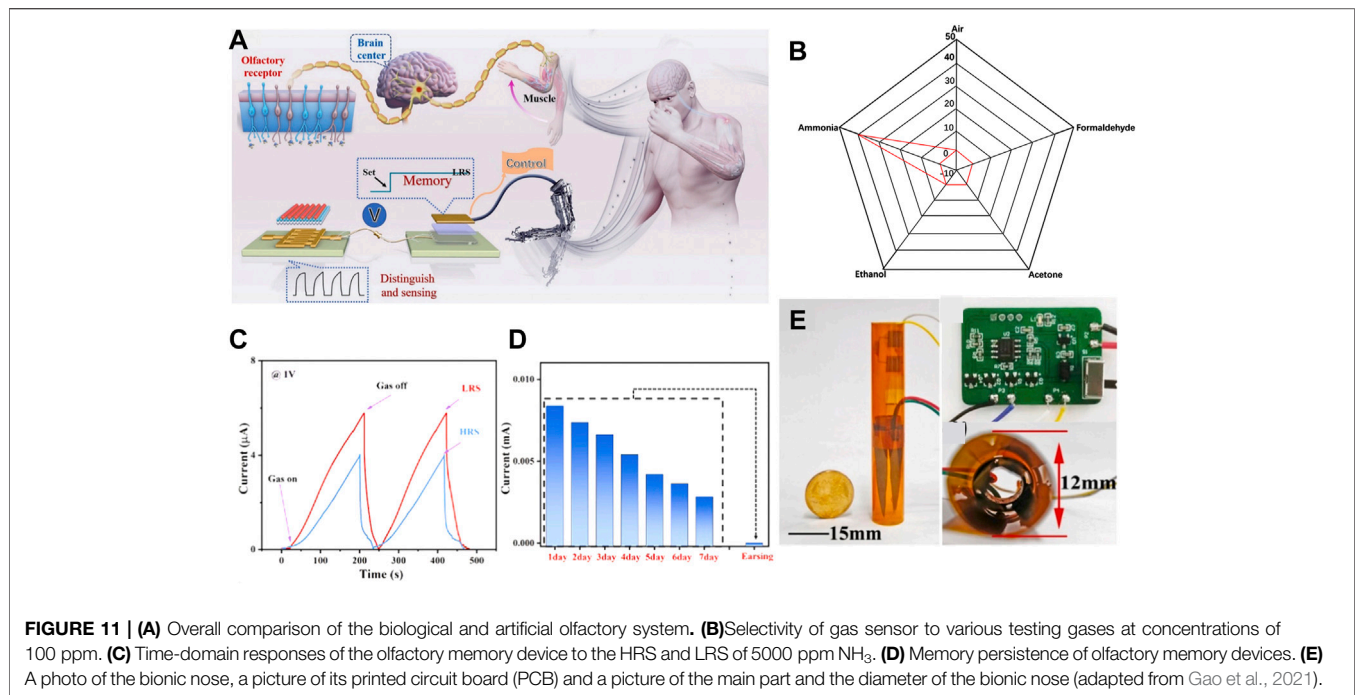 A
Olfactory
receptor
Brain
center
Muscle
Set
LRS
Memory
Control
V
Distinguish
and sensing
B
Air
50
40
30
20
10
0
-10
Ammonia
Formaldehyde
Ethanol
Acetone
C
8
4
0
Current (μA)
@ 1V
Gas off
LRS
HRS
Gas on
0 100 200 300 400 500
Time (s)
D
0.010
0.005
0.000
Current (mA)
1day 2day 3day 4day 5day 6day 7day Earsing
E
15mm
12mm
FIGURE 11 | (A) Overall comparison of the biological and artificial olfactory system. (B)Selectivity of gas sensor to various testing gases at concentrations of
100 ppm. (C) Time-domain responses of the olfactory memory device to the HRS and LRS of 5000 ppm NH₃. (D) Memory persistence of olfactory memory devices. (E)
A photo of the bionic nose, a picture of its printed circuit board (PCB) and a picture of the main part and the diameter of the bionic nose (adapted from Gao et al., 2021).